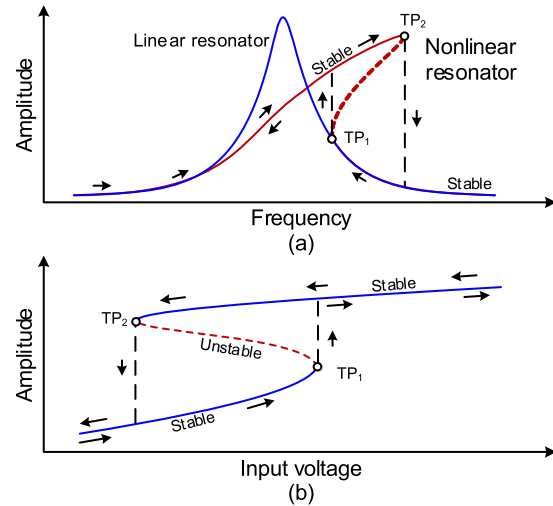 TP2
Linear resonator
Stable
Nonlinear
resonator
Amplitude
TP1
Stable
Frequency
(a)
Stable
TP2
Unstable
TP1
Amplitude
Stable
Input voltage
(b)